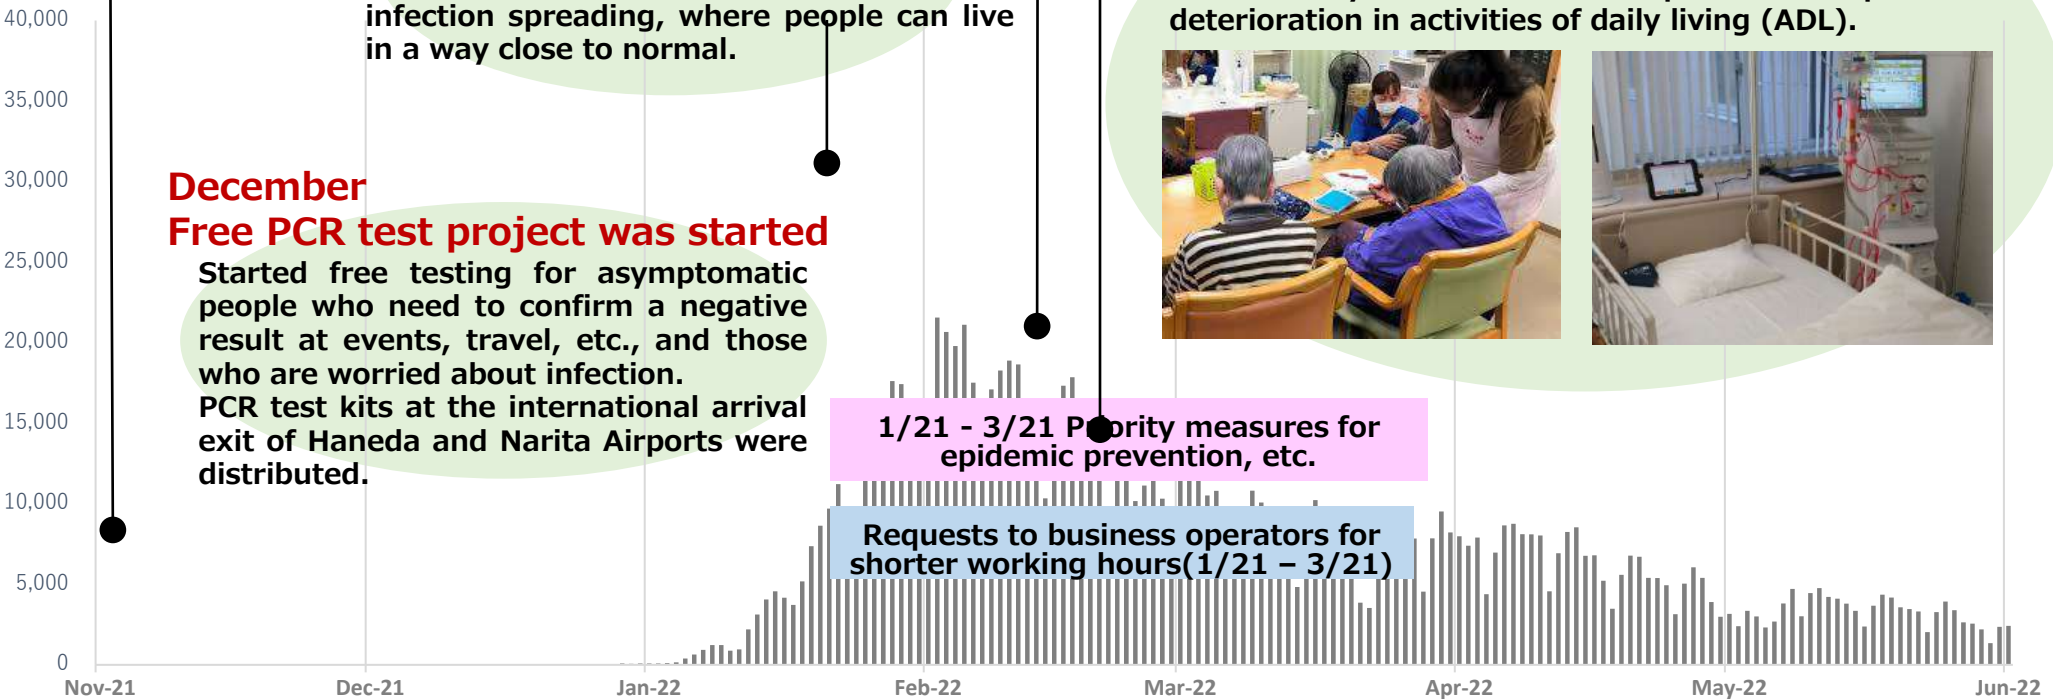 infection spreading, where people can live
in a way close to normal.
deterioration in activities of daily living (ADL).
40,000
35,000
30,000
25,000
20,000
15,000
10,000
5,000
0
December
Free PCR test project was started
Started free testing for asymptomatic
people who need to confirm a negative
result at events, travel, etc., and those
who are worried about infection.
PCR test kits at the international arrival
exit of Haneda and Narita Airports were
distributed.
1/21 - 3/21 Priority measures for
epidemic prevention, etc.
Requests to business operators for
shorter working hours(1/21 – 3/21)
Nov-21
Dec-21
Jan-22
Feb-22
Mar-22
Apr-22
May-22
Jun-22